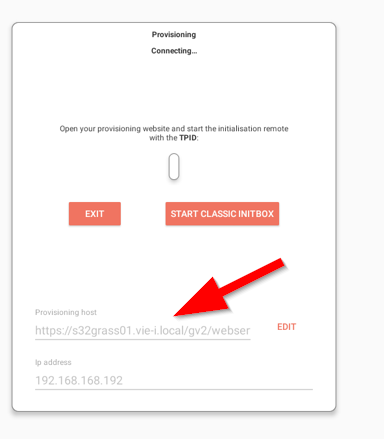 Provisioning
Connecting...
Open your provisioning website and start the initialisation remote
with the TPID:
EXIT
START CLASSIC INITBOX
Provisioning host
https://s32grass01.vie-i.local/gv2/webser
EDIT
Ip address
192.168.168.192